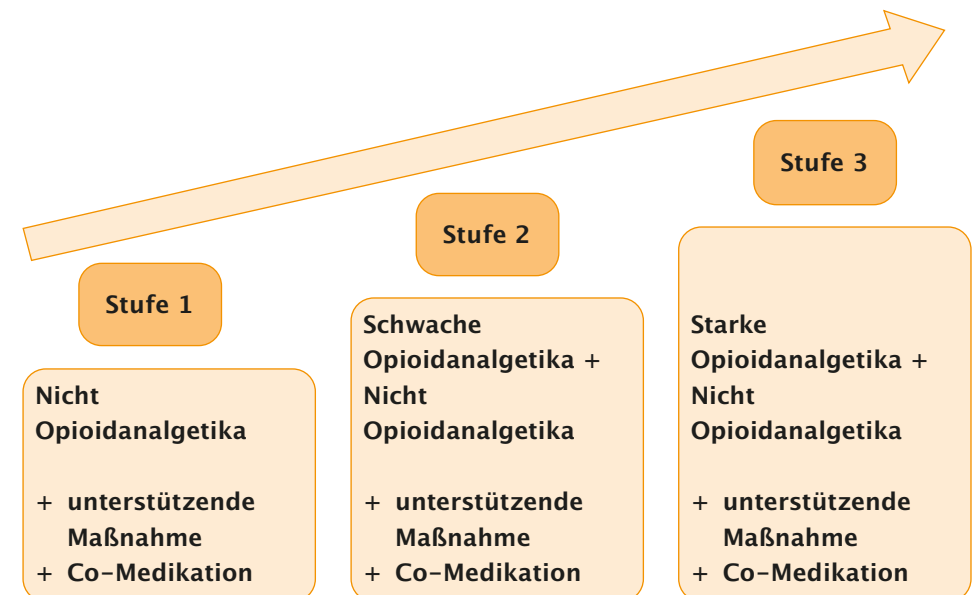 Stufe 1
Nicht
Opioidanalgetika
+ unterstützende
Maßnahme
+ Co-Medikation
Stufe 2
Schwache
Opioidanalgetika +
Nicht
Opioidanalgetika
+ unterstützende
Maßnahme
+ Co-Medikation
Stufe 3
Starke
Opioidanalgetika +
Nicht
Opioidanalgetika
+ unterstützende
Maßnahme
+ Co-Medikation